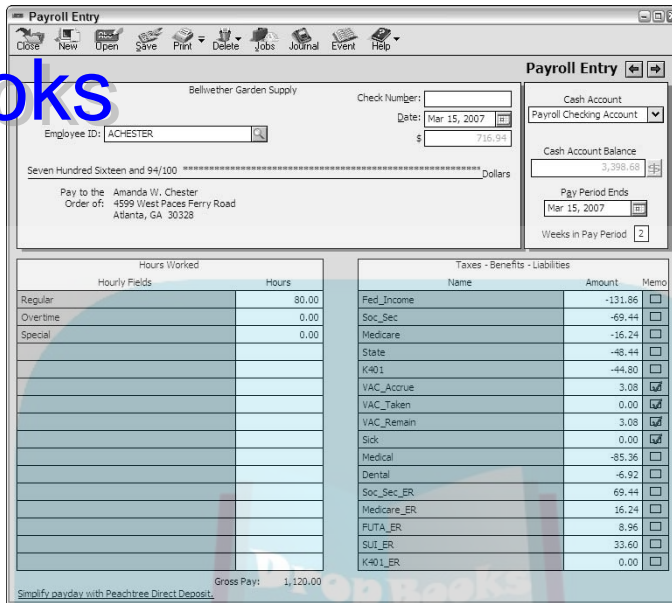 Payroll Entry
Close New Open Save Print Delete Jobs Journal Event Help
Payroll Entry
oks
Bellwether Garden Supply
Check Number:
Date: Mar 15, 2007
Employee ID: ACHESTER
$ 716.94
Seven Hundred Sixteen and 94/100 Dollars
Pay to the Order of: Amanda W. Chester
4599 West Paces Ferry Road
Atlanta, GA 30328
Cash Account
Payroll Checking Account
Cash Account Balance
3,398.68
Pay Period Ends
Mar 15, 2007
Weeks in Pay Period 2
Hours Worked
Hourly Fields Hours
Regular 80.00
Overtime 0.00
Special 0.00
Gross Pay: 1,120.00
Simplify payday with Peachtree Direct Deposit.
Taxes - Benefits - Liabilities
Name Amount Memo
Fed_Income -131.86
Soc_Sec -69.44
Medicare -16.24
State -48.44
K401 -44.80
VAC_Accrue 3.08
VAC_Taken 0.00
VAC_Remain 3.08
Sick 0.00
Medical -85.36
Dental -6.92
Soc_Sec_ER 69.44
Medicare_ER 16.24
FUTA_ER 8.96
SUI_ER 33.60
K401_ER 0.00
DropBooks